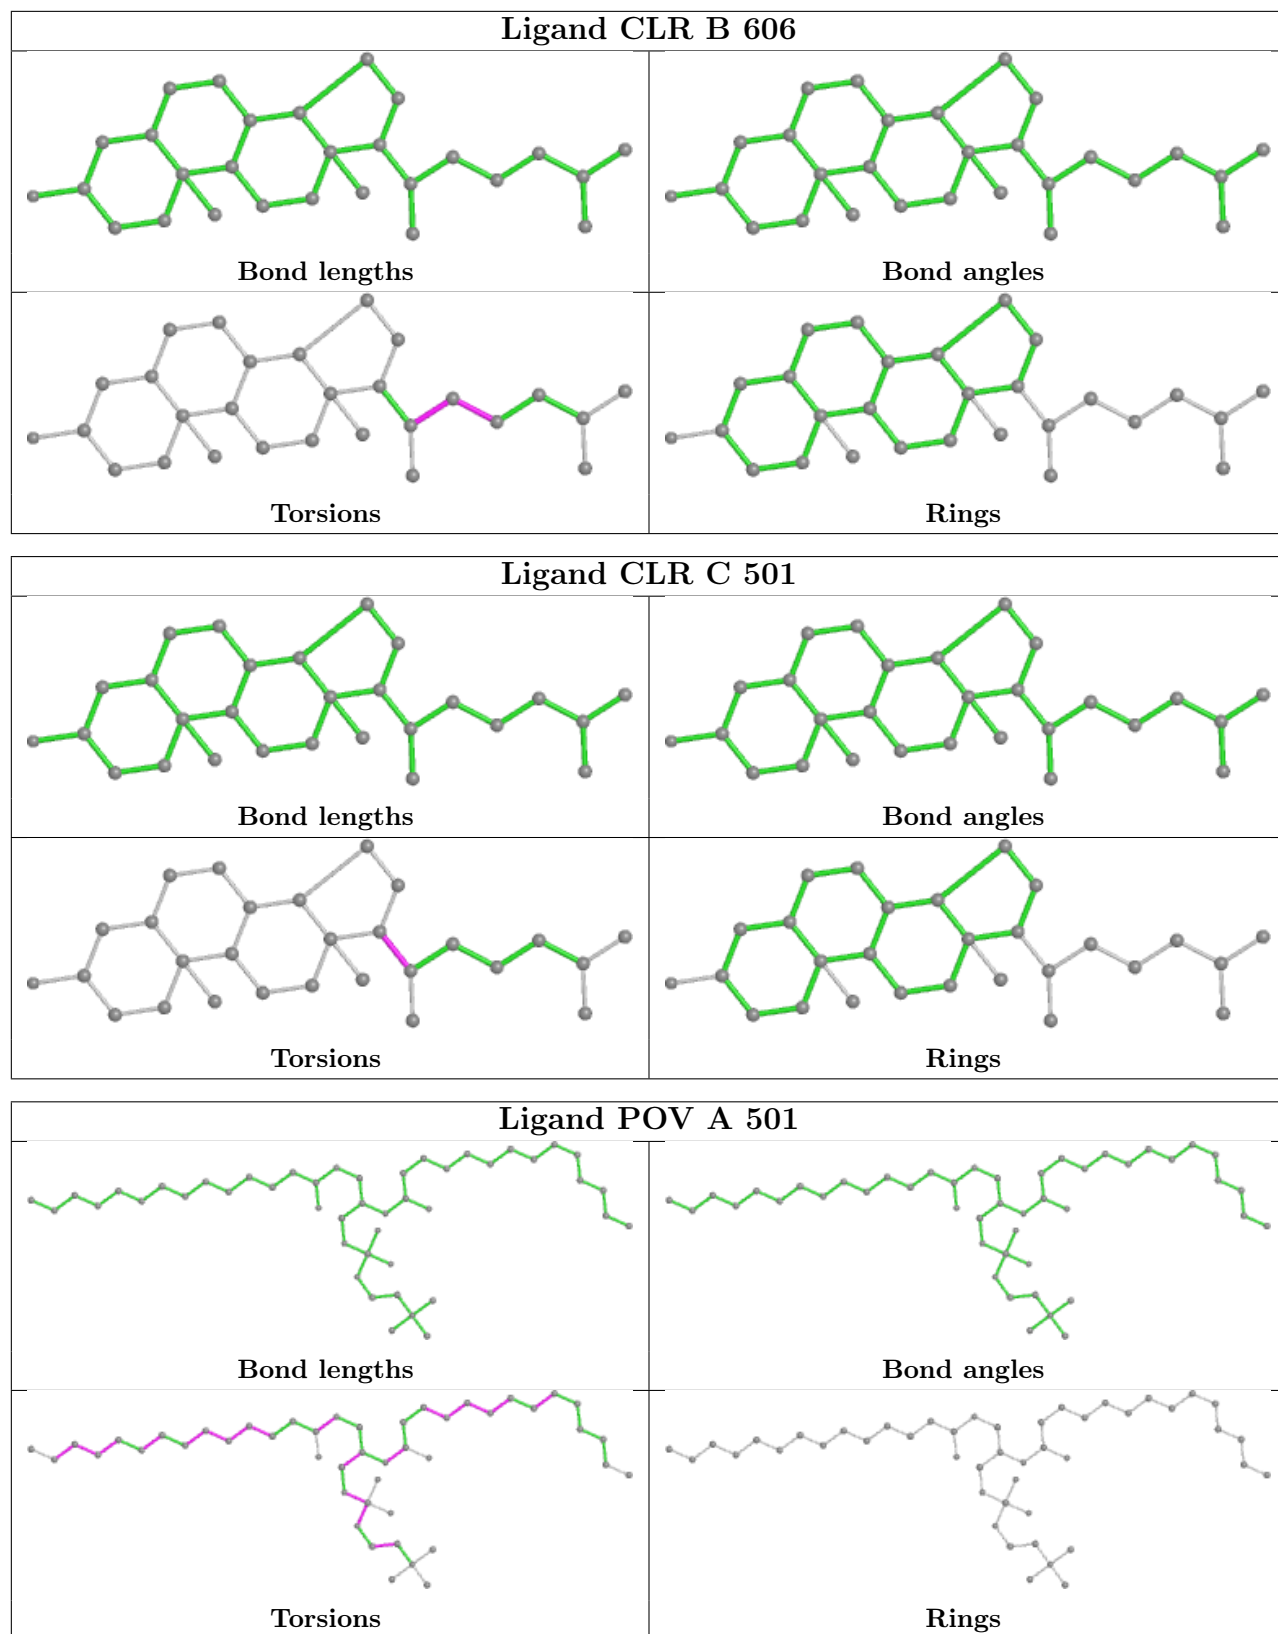 Ligand CLR B 606
Bond lengths
Bond angles
Torsions
Rings
Ligand CLR C 501
Bond lengths
Bond angles
Torsions
Rings
Ligand POV A 501
Bond lengths
Bond angles
Torsions
Rings